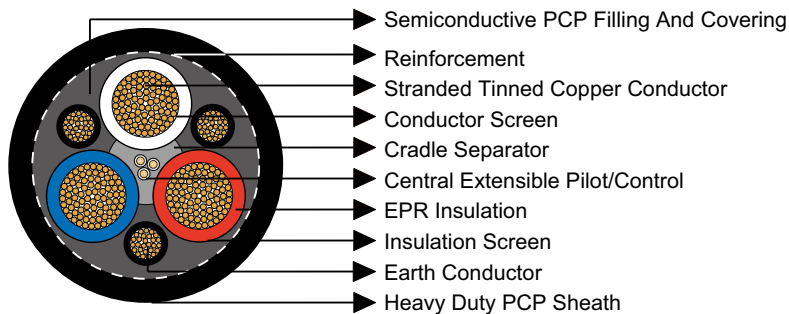 Semiconductive PCP Filling And Covering
Reinforcement
Stranded Tinned Copper Conductor
Conductor Screen
Cradle Separator
Central Extensible Pilot/Control
EPR Insulation
Insulation Screen
Earth Conductor
Heavy Duty PCP Sheath